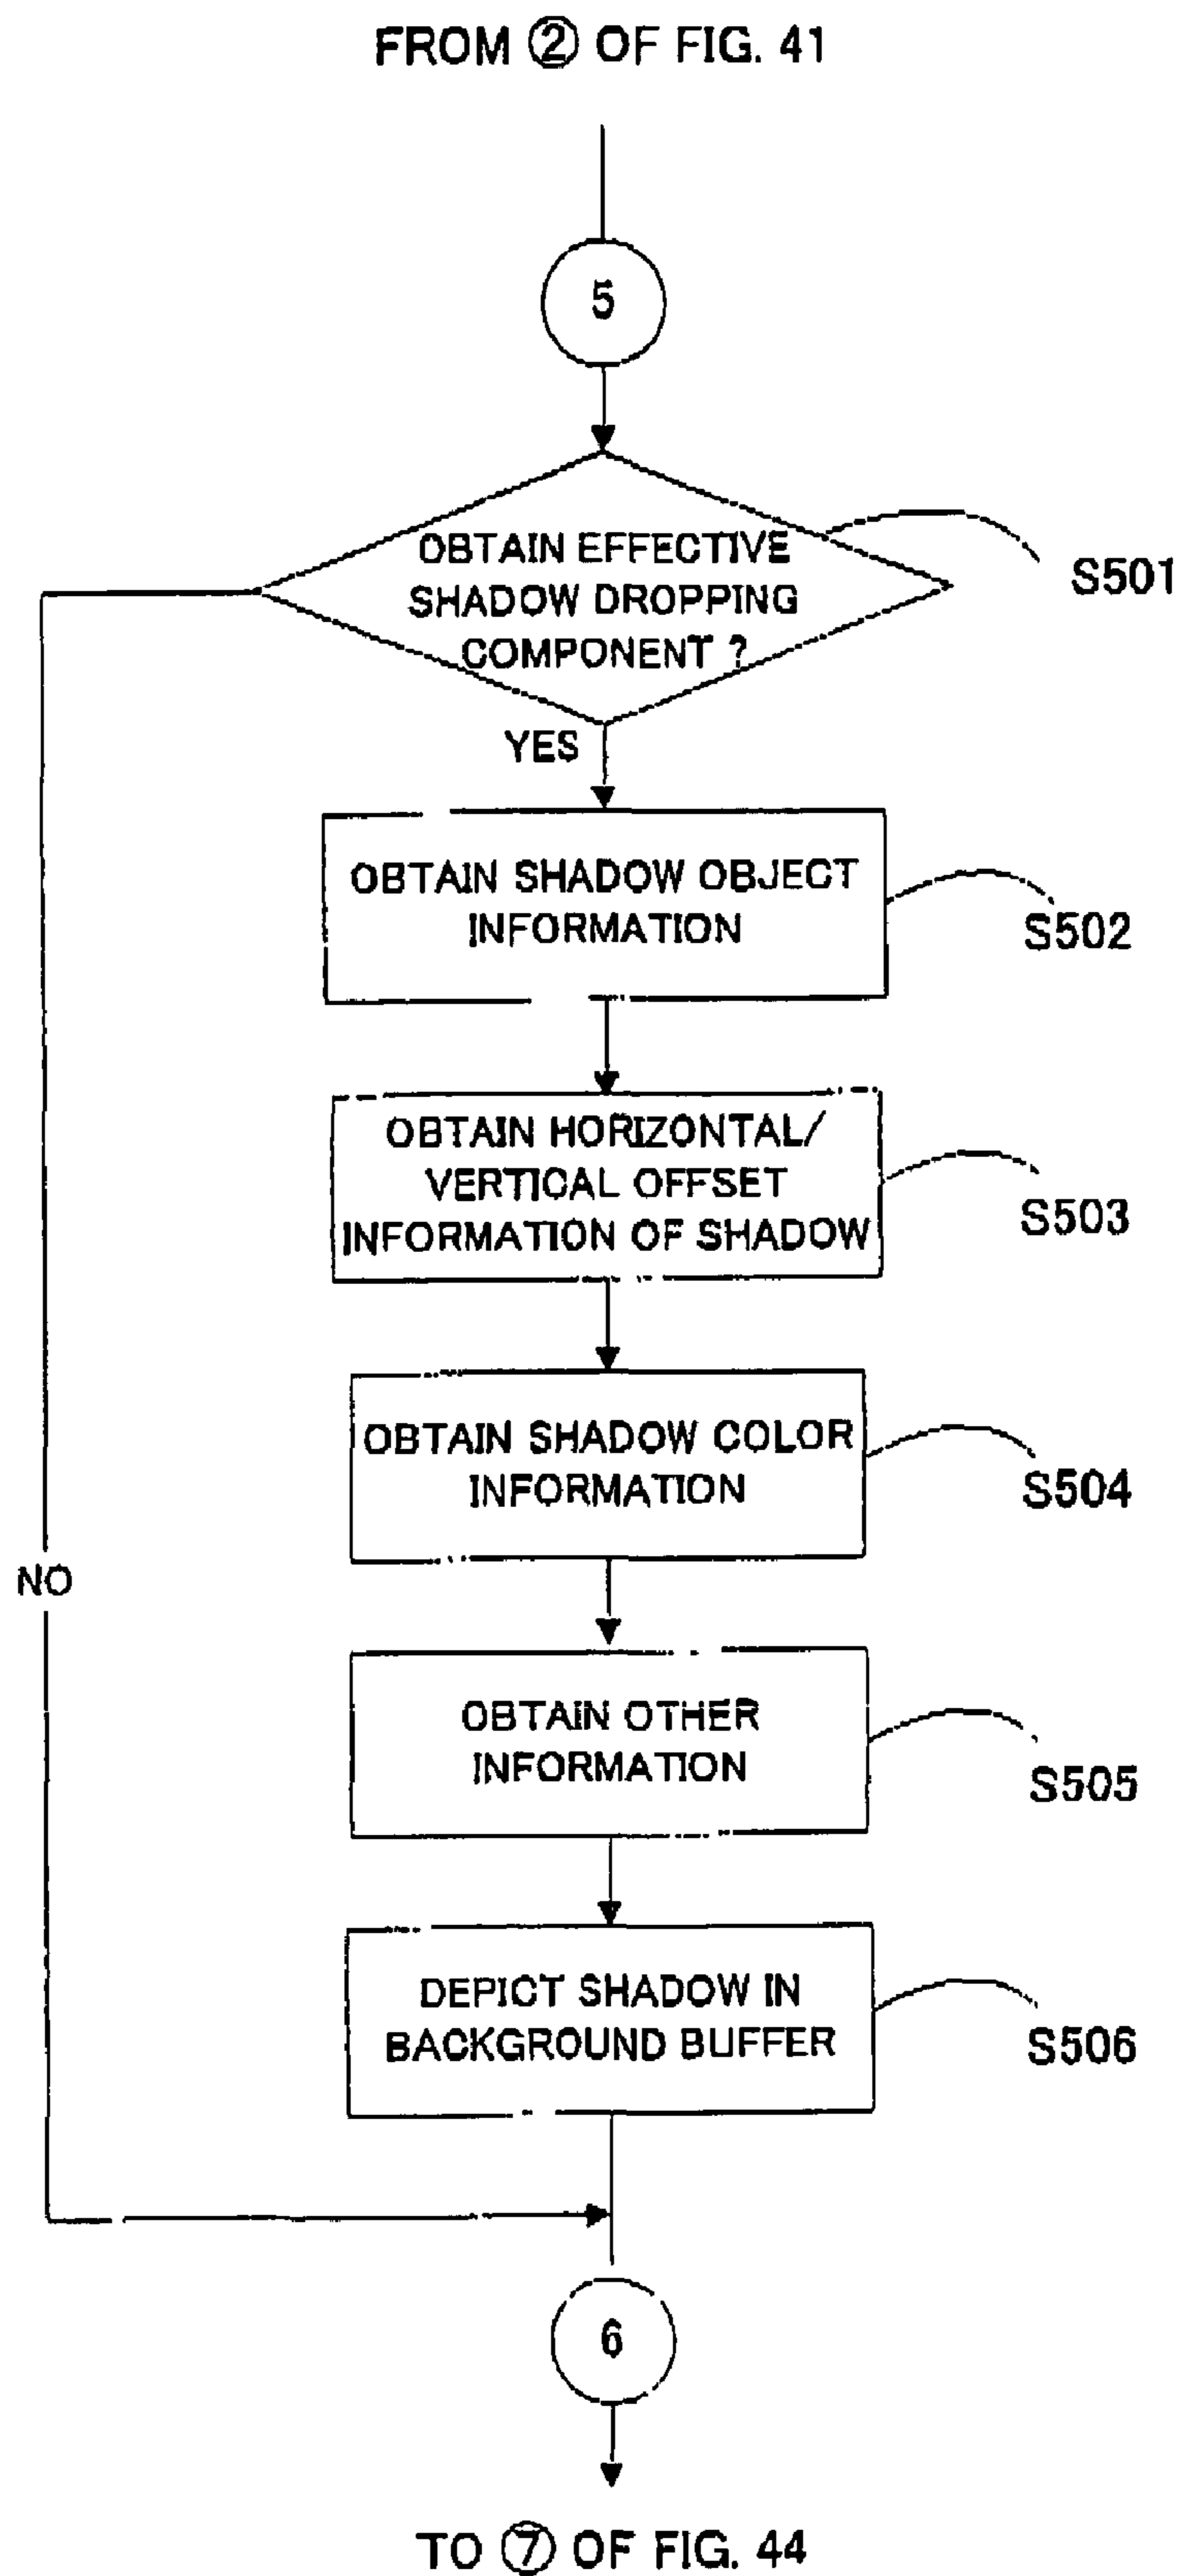 FROM ② OF FIG. 41
5
OBTAIN EFFECTIVE
SHADOW DROPPING
COMPONENT ?
S501
YES
OBTAIN SHADOW OBJECT
INFORMATION
S502
OBTAIN HORIZONTAL/
VERTICAL OFFSET
INFORMATION OF SHADOW
S503
OBTAIN SHADOW COLOR
INFORMATION
S504
NO
OBTAIN OTHER
INFORMATION
S505
DEPICT SHADOW IN
BACKGROUND BUFFER
S506
6
TO ⑦ OF FIG. 44